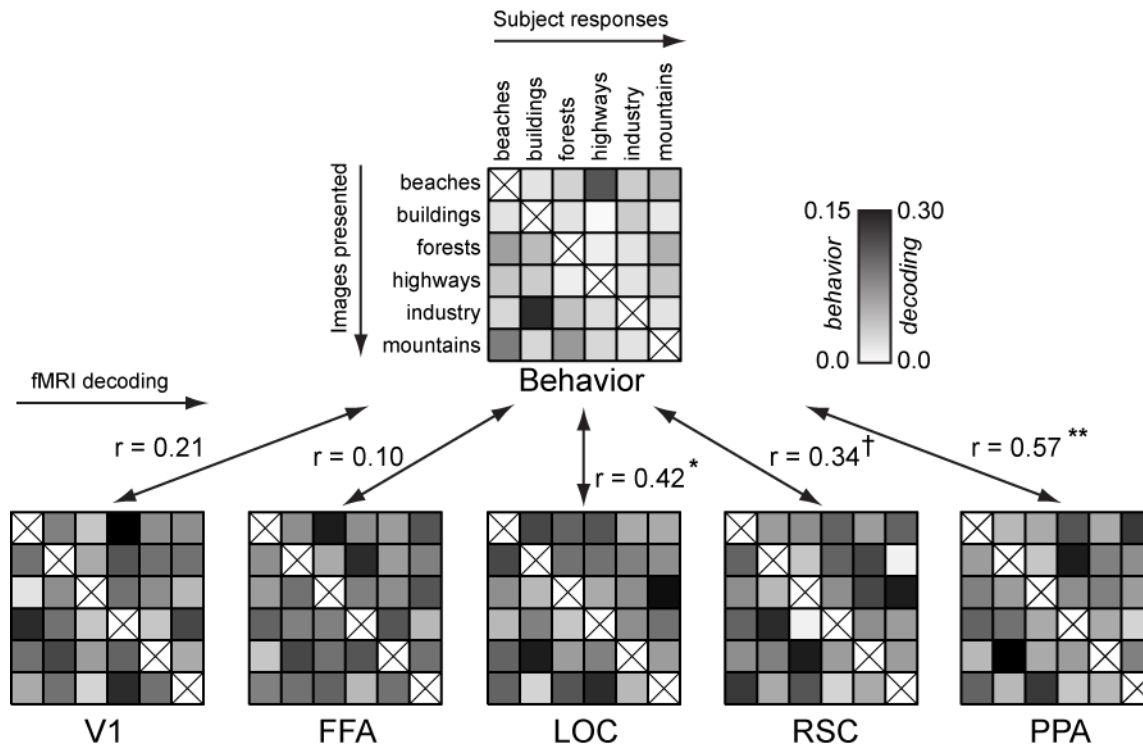 Subject responses
beaches
buildings
forests
highways
industry
mountains
Images presented
beaches
buildings
forests
highways
industry
mountains
0.15 0.30
behavior
decoding
0.0 0.0
Behavior
fMRI decoding
r = 0.21
r = 0.10
r = 0.42 *
r = 0.34 †
r = 0.57 **
V1 FFA LOC RSC PPA